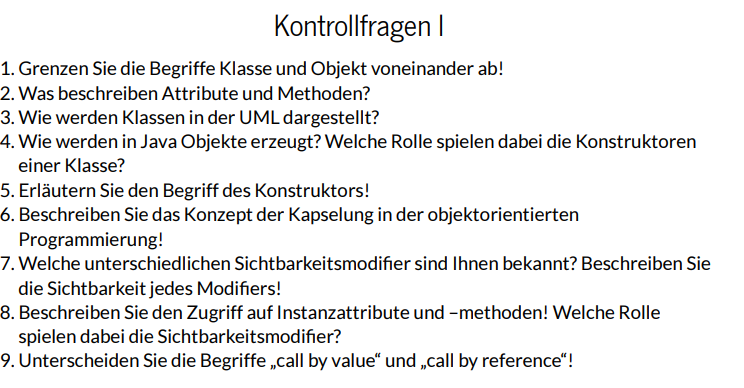 Kontrollfragen I
1. Grenzen Sie die Begriffe Klasse und Objekt voneinander ab!
2. Was beschreiben Attribute und Methoden?
3. Wie werden Klassen in der UML dargestellt?
4. Wie werden in Java Objekte erzeugt? Welche Rolle spielen dabei die Konstruktoren
einer Klasse?
5. Erläutern Sie den Begriff des Konstruktors!
6. Beschreiben Sie das Konzept der Kapselung in der objektorientierten
Programmierung!
7. Welche unterschiedlichen Sichtbarkeitsmodifier sind Ihnen bekannt? Beschreiben Sie
die Sichtbarkeit jedes Modifiers!
8. Beschreiben Sie den Zugriff auf Instanzattribute und –methoden! Welche Rolle
spielen dabei die Sichtbarkeitsmodifier?
9. Unterscheiden Sie die Begriffe „call by value“ und „call by reference“!